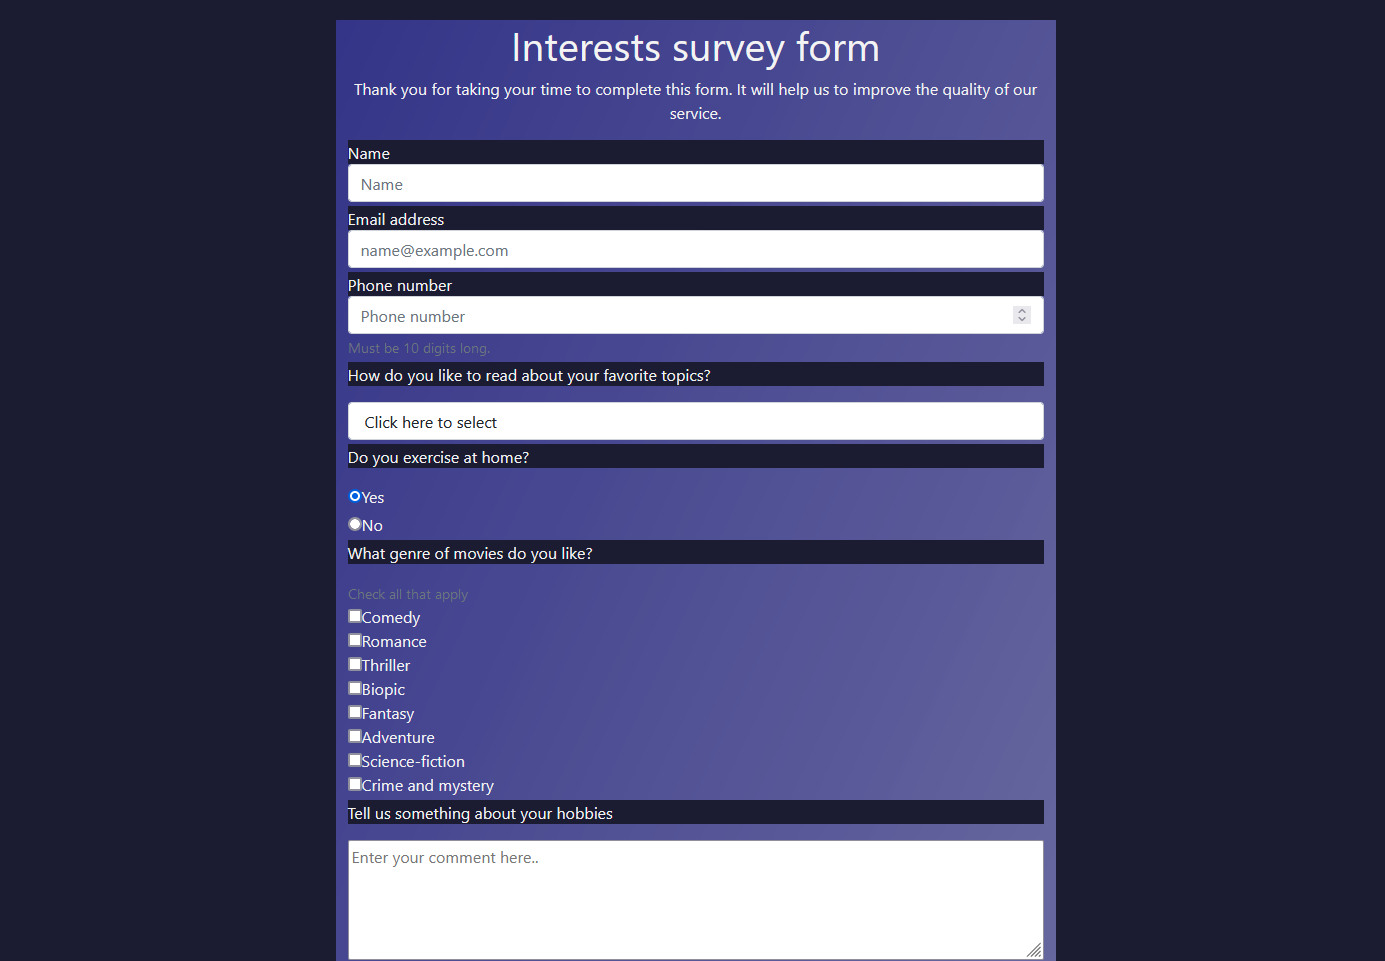 Interests survey form
Thank you for taking your time to complete this form. It will help us to improve the quality of our
service.
Name
Name
Email address
name@example.com
Phone number
Phone number
Must be 10 digits long.
How do you like to read about your favorite topics?
Click here to select
Do you exercise at home?
Yes
No
What genre of movies do you like?
Check all that apply
Comedy
Romance
Thriller
Biopic
Fantasy
Adventure
Science-fiction
Crime and mystery
Tell us something about your hobbies
Enter your comment here..